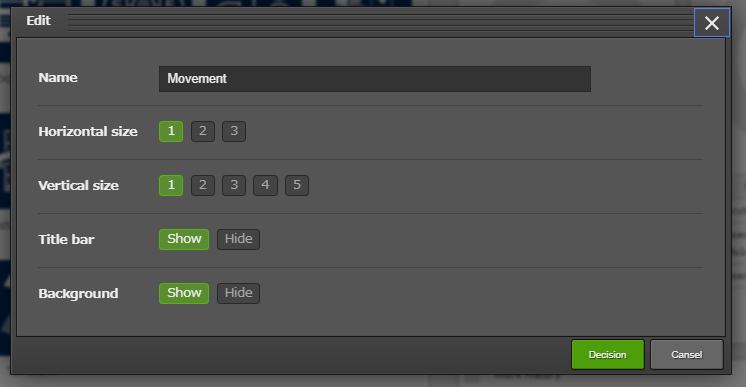 Edit
Name Movement
Horizontal size 1 2 3
Vertical size 1 2 3 4 5
Title bar Show Hide
Background Show Hide
Decision Cansel